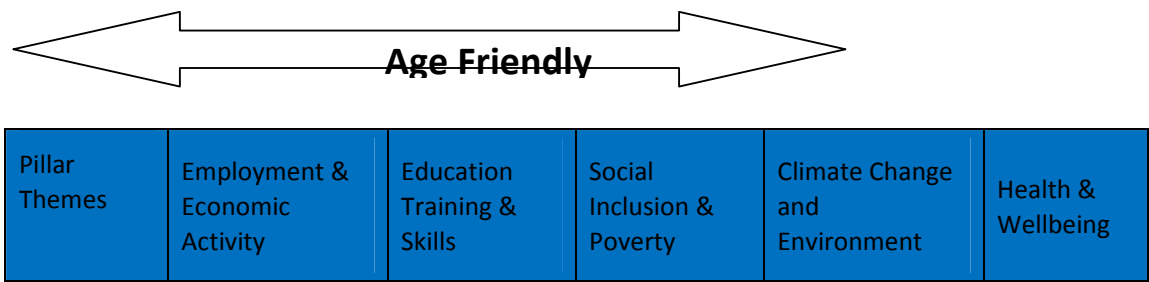 Age Friendly
Pillar
Themes
Employment &
Economic
Activity
Education
Training &
Skills
Social
Inclusion &
Poverty
Climate Change
and
Environment
Health &
Wellbeing